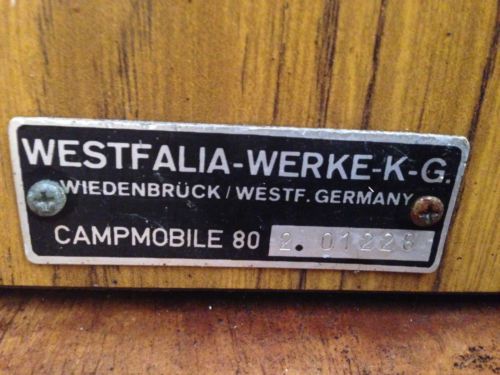 WESTFALIA-WERKE-K-G.
WIEDENBRÜCK/WESTF. GERMANY
CAMPMOBILE 80 2. 01226